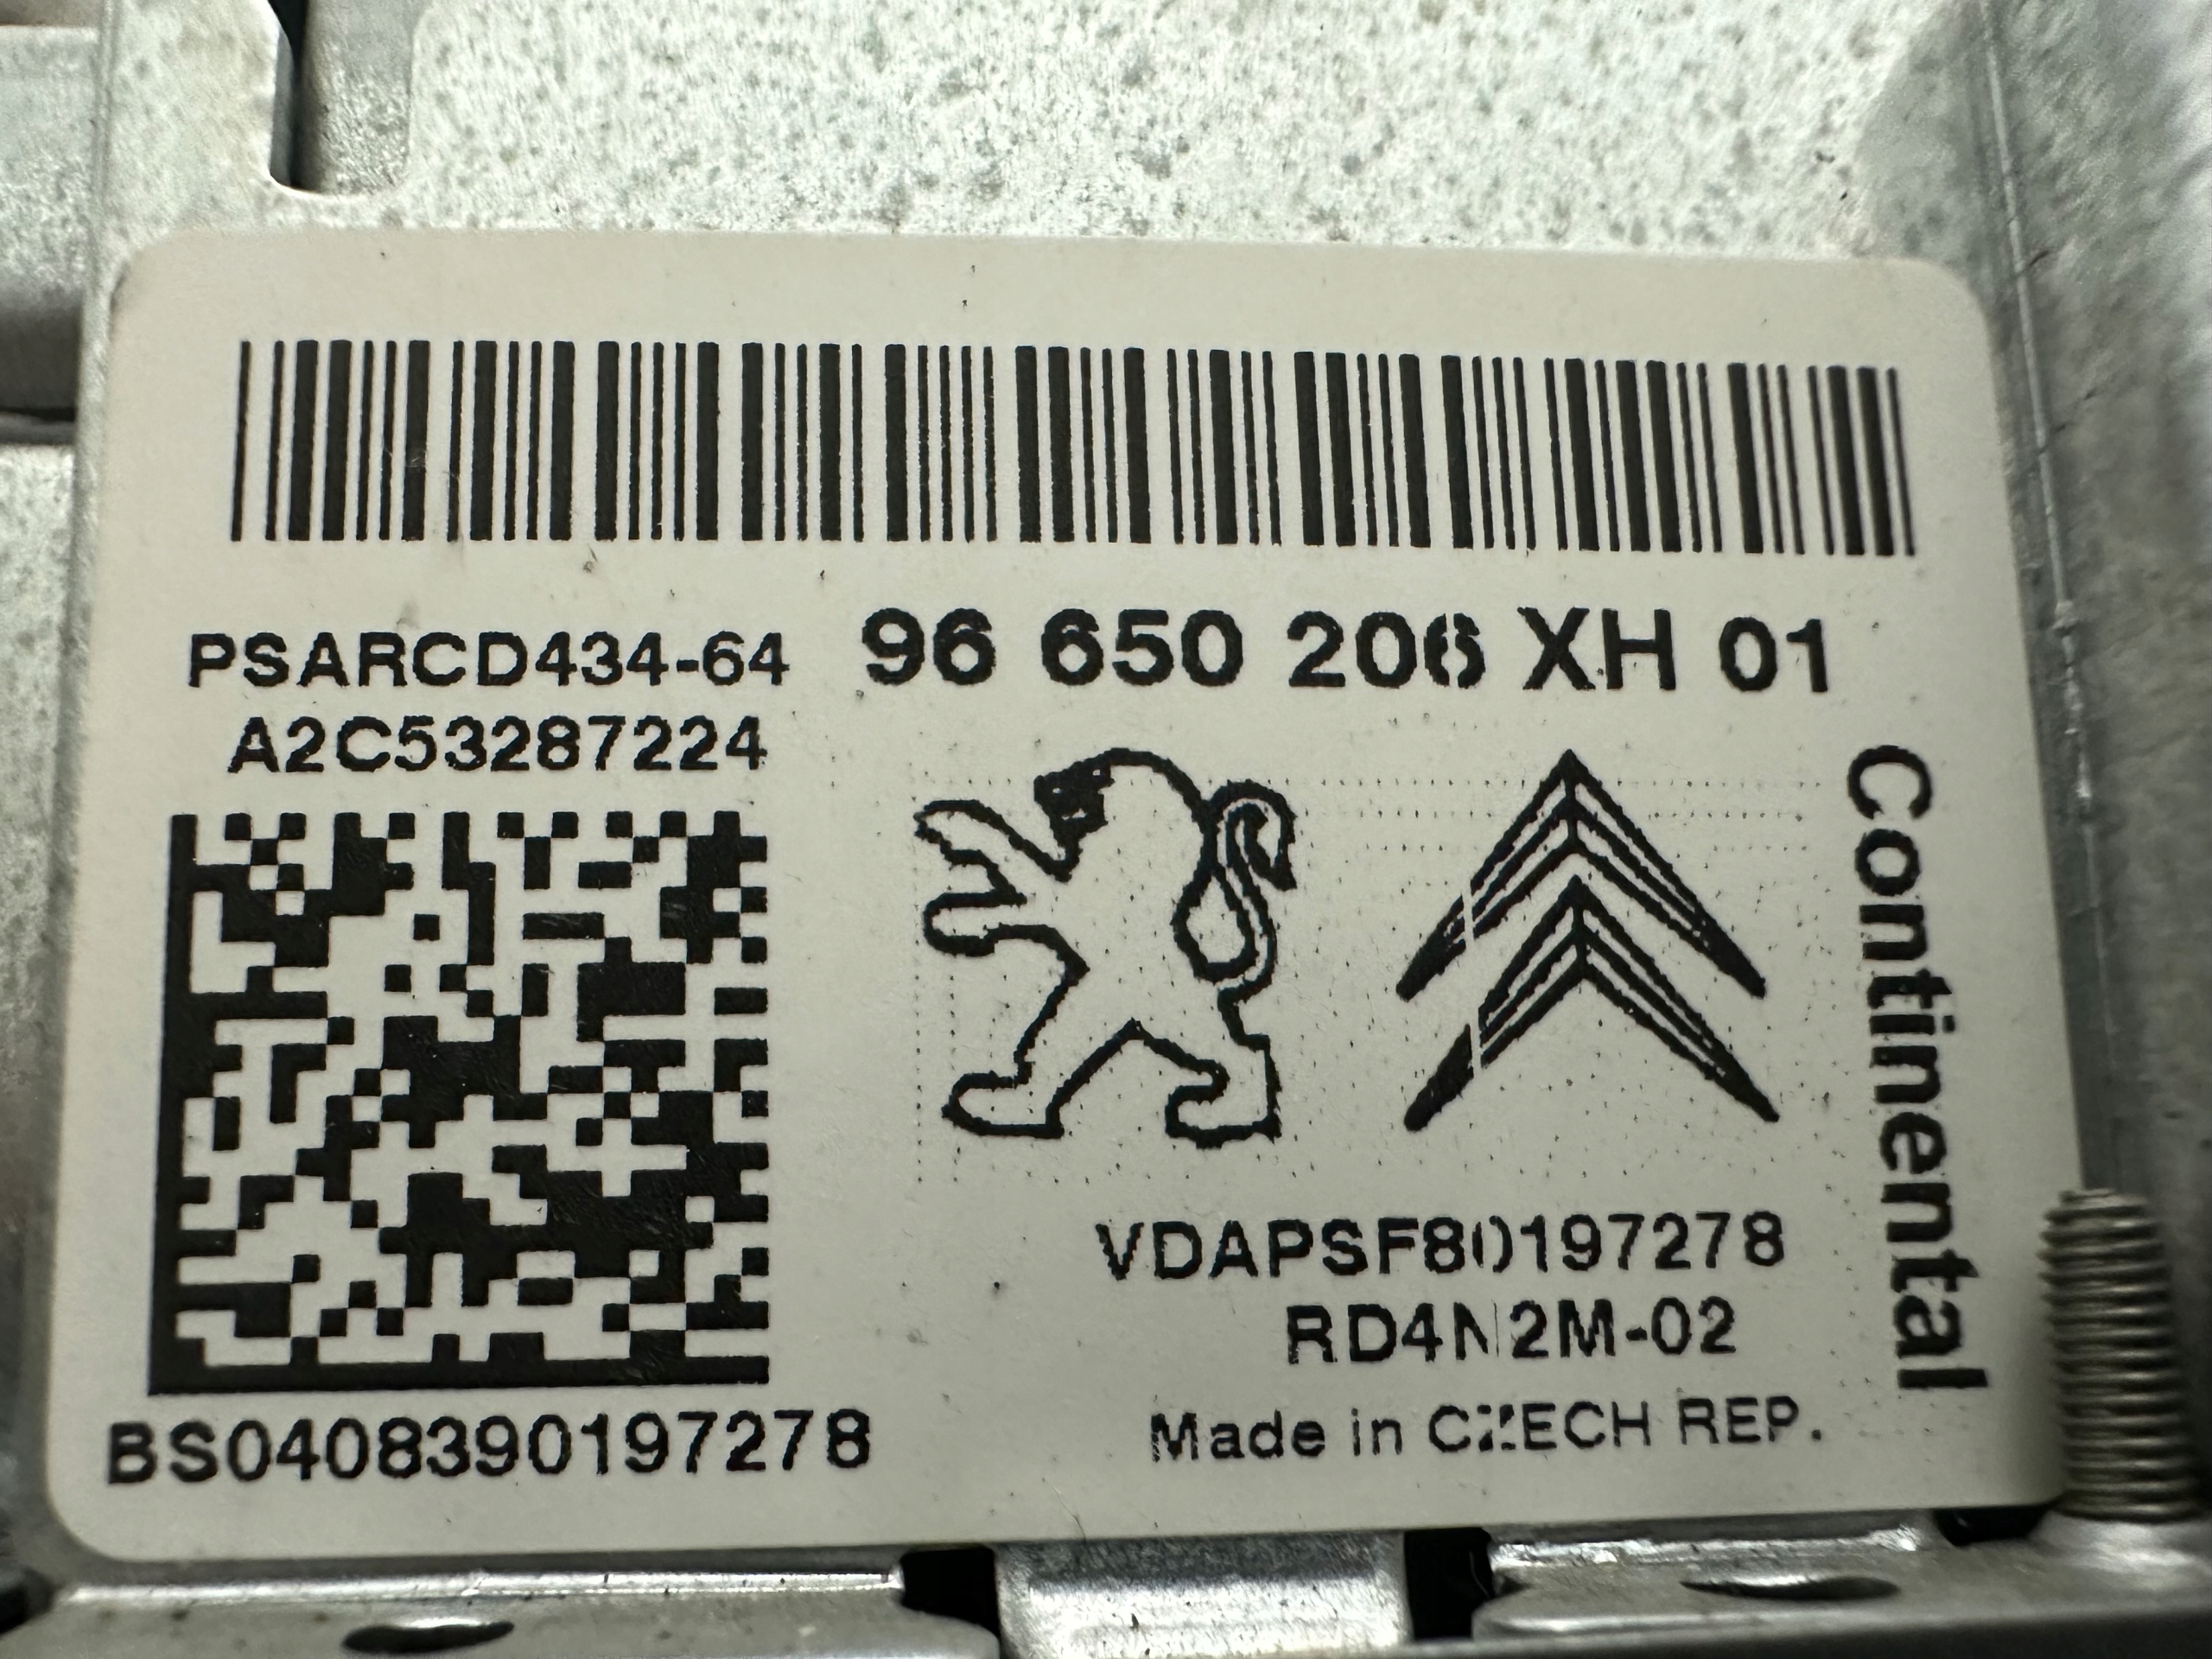 PSARCD434-64 96 650 206 XH 01
A2C53287224
Continental
VDAPSF80197278
RD4N2M-02
BS0408390197278
Made in CZECH REP.